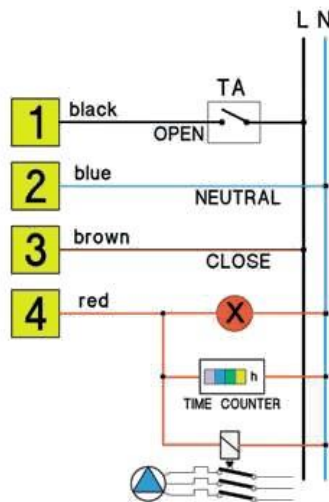 L N
TA
1 black
OPEN
2 blue
NEUTRAL
3 brown
CLOSE
4 red
X
h
TIME COUNTER